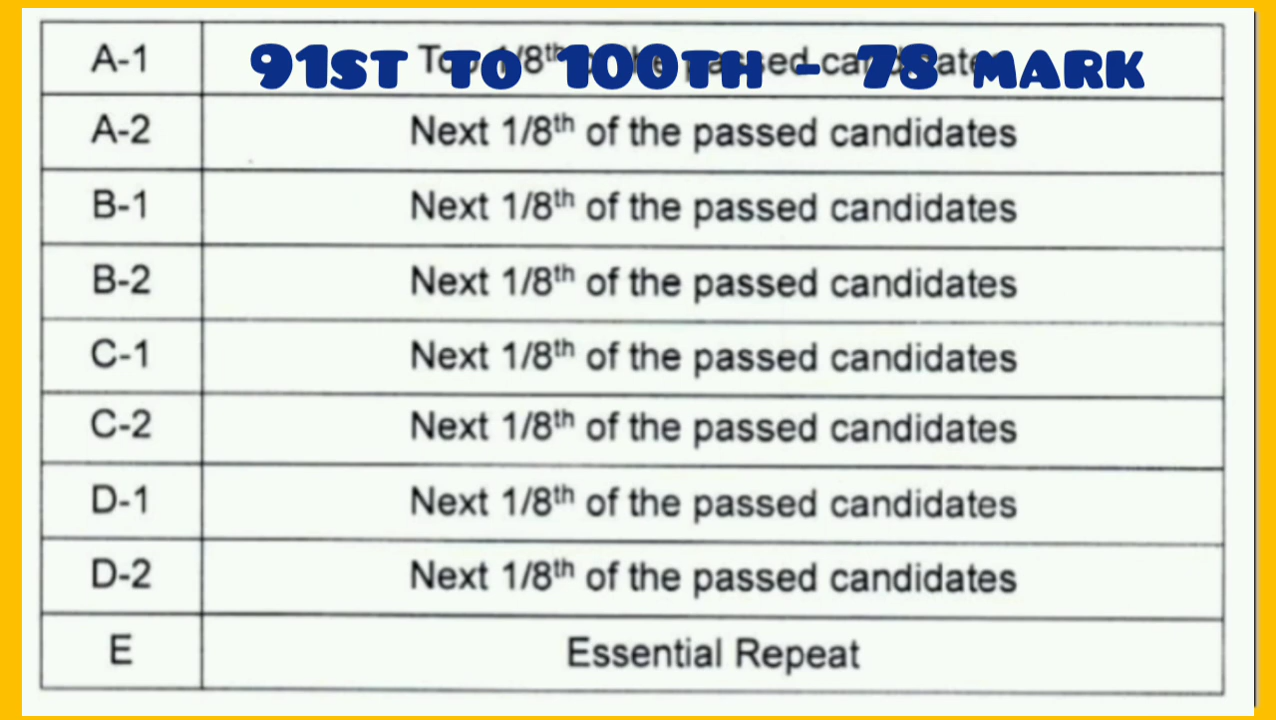 A-1
91ST TO 100TH - 78 MARK
A-2 Next 1/8th of the passed candidates
B-1 Next 1/8th of the passed candidates
B-2 Next 1/8th of the passed candidates
C-1 Next 1/8th of the passed candidates
C-2 Next 1/8th of the passed candidates
D-1 Next 1/8th of the passed candidates
D-2 Next 1/8th of the passed candidates
E Essential Repeat